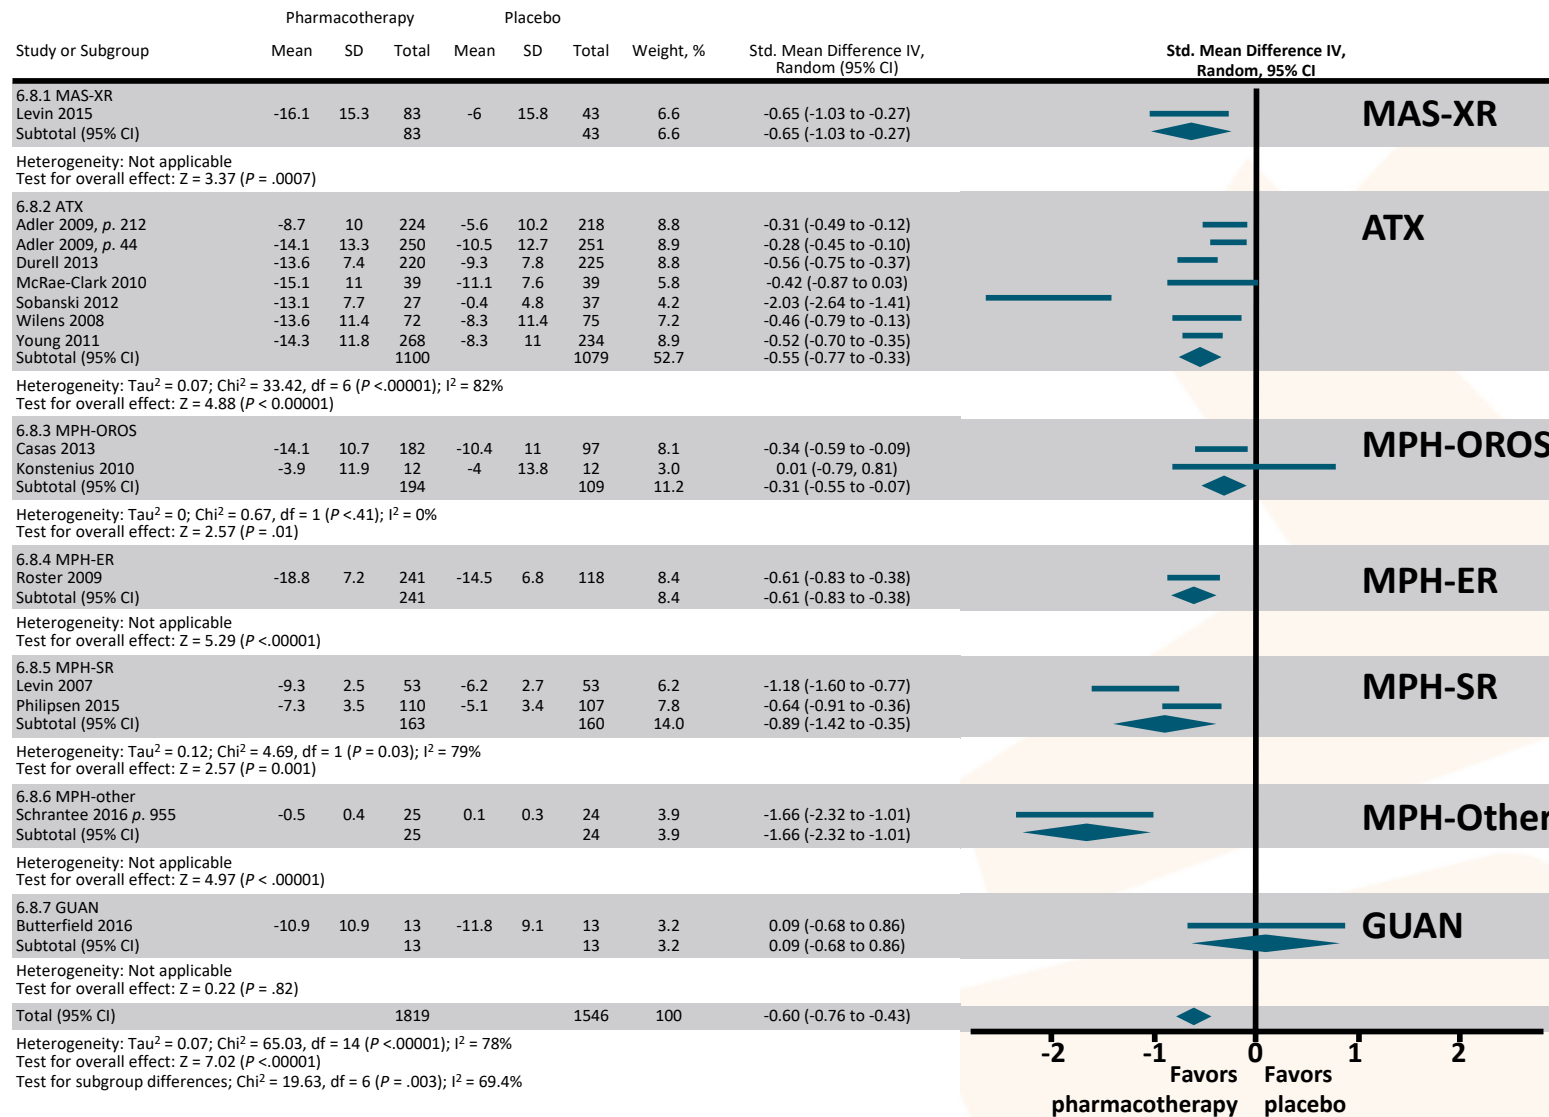 Pharmacotherapy Placebo
Study or Subgroup Mean SD Total Mean SD Total Weight, % Std. Mean Difference IV, Random (95% CI) Std. Mean Difference IV, Random, 95% CI
6.8.1 MAS-XR
Levin 2015 -16.1 15.3 83 -6 15.8 43 6.6 -0.65 (-1.03 to -0.27) MAS-XR
Subtotal (95% CI) 83 43 6.6 -0.65 (-1.03 to -0.27)
Heterogeneity: Not applicable
Test for overall effect: Z = 3.37 (P = .0007)
6.8.2 ATX
Adler 2009, p. 212 -8.7 10 224 -5.6 10.2 218 8.8 -0.31 (-0.49 to -0.12) ATX
Adler 2009, p. 44 -14.1 13.3 250 -10.5 12.7 251 8.9 -0.28 (-0.45 to -0.10)
Durell 2013 -13.6 7.4 220 -9.3 7.8 225 8.8 -0.56 (-0.75 to -0.37)
McRae-Clark 2010 -15.1 11 39 -11.1 7.6 39 5.8 -0.42 (-0.87 to 0.03)
Sobanski 2012 -13.1 7.7 27 -0.4 4.8 37 4.2 -2.03 (-2.64 to -1.41)
Wilens 2008 -13.6 11.4 72 -8.3 11.4 75 7.2 -0.46 (-0.79 to -0.13)
Young 2011 -14.3 11.8 268 -8.3 11 234 8.9 -0.52 (-0.70 to -0.35)
Subtotal (95% CI) 1100 1079 52.7 -0.55 (-0.77 to -0.33)
Heterogeneity: Tau² = 0.07; Chi² = 33.42, df = 6 (P <.00001); I² = 82%
Test for overall effect: Z = 4.88 (P < 0.00001)
6.8.3 MPH-OROS
Casas 2013 -14.1 10.7 182 -10.4 11 97 8.1 -0.34 (-0.59 to -0.09) MPH-OROS
Konstenius 2010 -3.9 11.9 12 -4 13.8 12 3.0 0.01 (-0.79, 0.81)
Subtotal (95% CI) 194 109 11.2 -0.31 (-0.55 to -0.07)
Heterogeneity: Tau² = 0; Chi² = 0.67, df = 1 (P <.41); I² = 0%
Test for overall effect: Z = 2.57 (P = .01)
6.8.4 MPH-ER
Roster 2009 -18.8 7.2 241 -14.5 6.8 118 8.4 -0.61 (-0.83 to -0.38) MPH-ER
Subtotal (95% CI) 241 8.4 -0.61 (-0.83 to -0.38)
Heterogeneity: Not applicable
Test for overall effect: Z = 5.29 (P <.00001)
6.8.5 MPH-SR
Levin 2007 -9.3 2.5 53 -6.2 2.7 53 6.2 -1.18 (-1.60 to -0.77) MPH-SR
Philipsen 2015 -7.3 3.5 110 -5.1 3.4 107 7.8 -0.64 (-0.91 to -0.36)
Subtotal (95% CI) 163 160 14.0 -0.89 (-1.42 to -0.35)
Heterogeneity: Tau² = 0.12; Chi² = 4.69, df = 1 (P = 0.03); I² = 79%
Test for overall effect: Z = 2.57 (P = 0.001)
6.8.6 MPH-other
Schrantee 2016 p. 955 -0.5 0.4 25 0.1 0.3 24 3.9 -1.66 (-2.32 to -1.01) MPH-Other
Subtotal (95% CI) 25 24 3.9 -1.66 (-2.32 to -1.01)
Heterogeneity: Not applicable
Test for overall effect: Z = 4.97 (P < .00001)
6.8.7 GUAN
Butterfield 2016 -10.9 10.9 13 -11.8 9.1 13 3.2 0.09 (-0.68 to 0.86) GUAN
Subtotal (95% CI) 13 13 3.2 0.09 (-0.68 to 0.86)
Heterogeneity: Not applicable
Test for overall effect: Z = 0.22 (P = .82)
Total (95% CI) 1819 1546 100 -0.60 (-0.76 to -0.43)
Heterogeneity: Tau² = 0.07; Chi² = 65.03, df = 14 (P <.00001); I² = 78%
Test for overall effect: Z = 7.02 (P <.00001)
Test for subgroup differences; Chi² = 19.63, df = 6 (P = .003); I² = 69.4%
-2 -1 0 1 2
Favors Favors
pharmacotherapy placebo